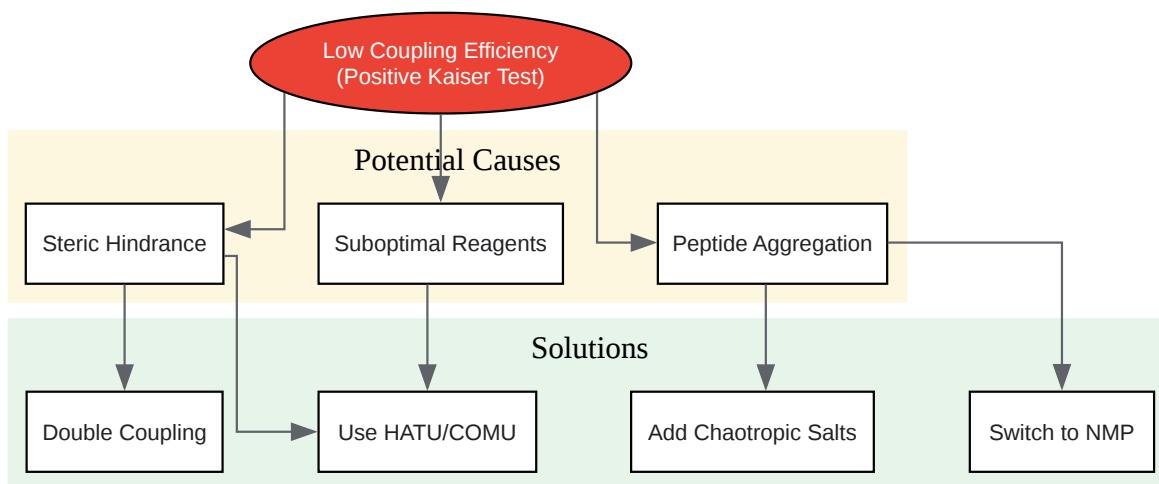 Low Coupling Efficiency
(Positive Kaiser Test)
Potential Causes
Steric Hindrance
Suboptimal Reagents
Peptide Aggregation
Solutions
Double Coupling
Use HATU/COMU
Add Chaotropic Salts
Switch to NMP